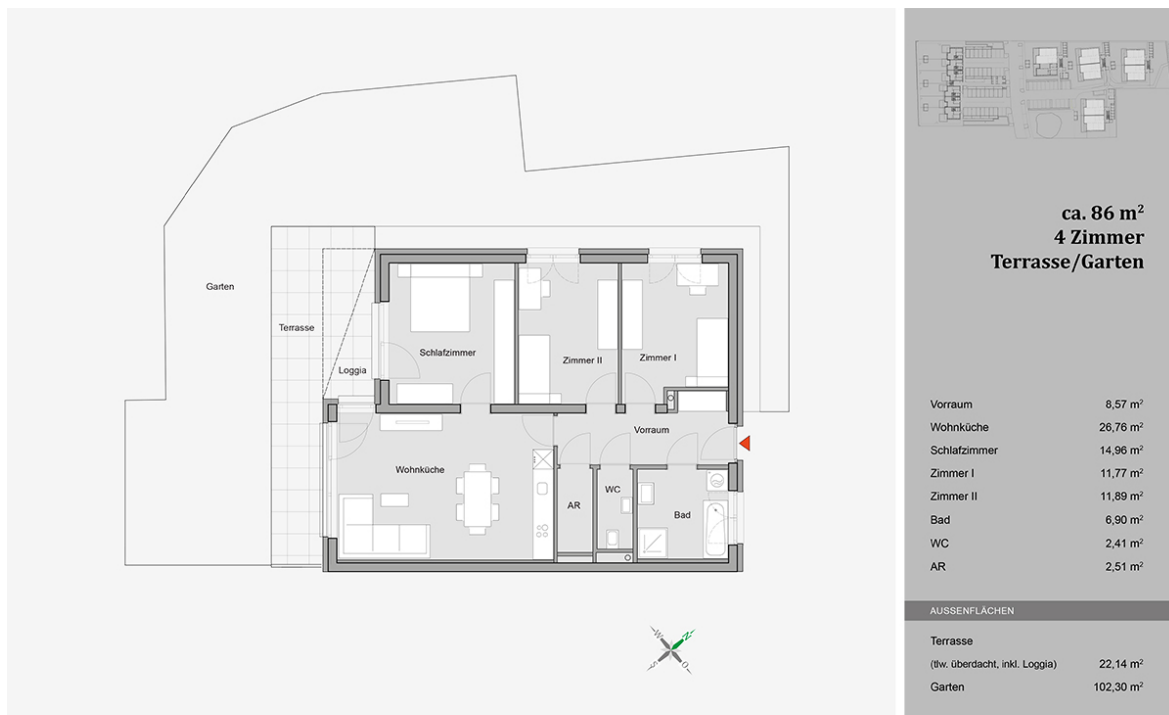 Garten
Terrasse
Loggia
Schlafzimmer
Zimmer II
Zimmer I
Vorraum
Wohnküche
AR
WC
Bad
W
N
S
O
ca. 86 m²
4 Zimmer
Terrasse/Garten
Vorraum 8,57 m²
Wohnküche 26,76 m²
Schlafzimmer 14,96 m²
Zimmer I 11,77 m²
Zimmer II 11,89 m²
Bad 6,90 m²
WC 2,41 m²
AR 2,51 m²
AUSSENFLÄCHEN
Terrasse
(tlw. überdacht, inkl. Loggia) 22,14 m²
Garten 102,30 m²